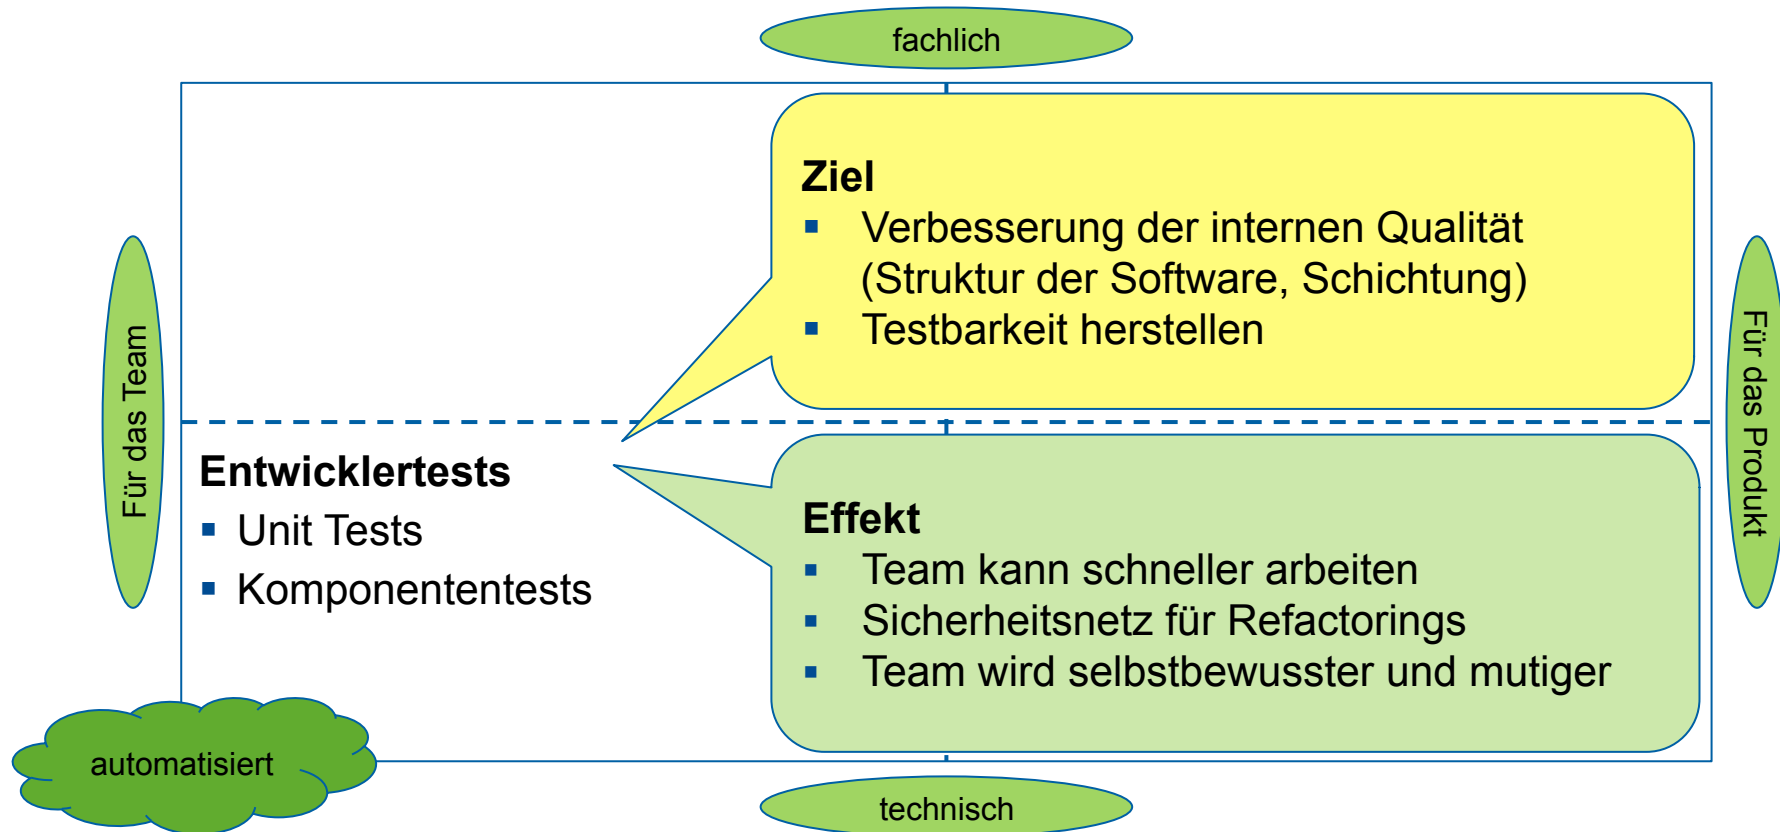 fachlich
Ziel
▪ Verbesserung der internen Qualität
(Struktur der Software, Schichtung)
▪ Testbarkeit herstellen
Für das Team
Für das Produkt
Entwicklertests
▪ Unit Tests
▪ Komponententests
Effekt
▪ Team kann schneller arbeiten
▪ Sicherheitsnetz für Refactorings
▪ Team wird selbstbewusster und mutiger
automatisiert
technisch